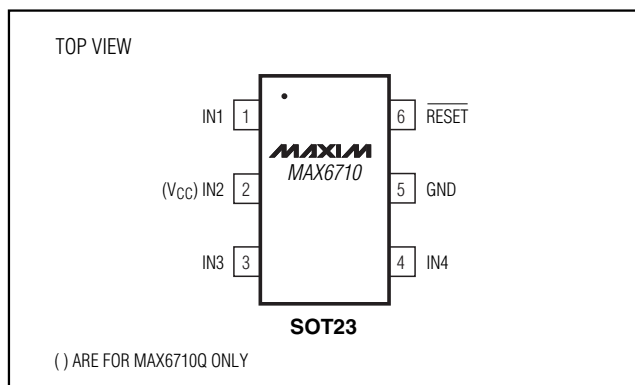 TOP VIEW
IN1 1 6 RESET
MAXIM
MAX6710
(VCC) IN2 2 5 GND
IN3 3 4 IN4
SOT23
( ) ARE FOR MAX6710Q ONLY